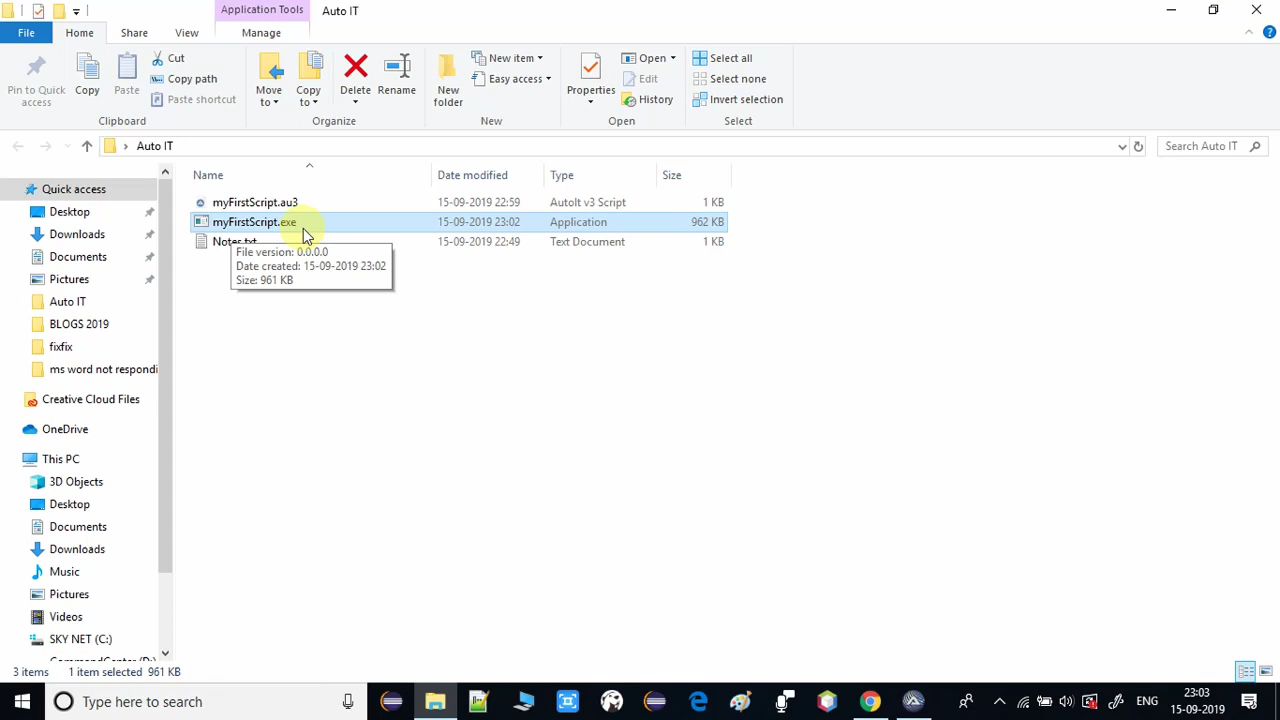 Application Tools
Auto IT
File
Home
Share
View
Manage
Pin to Quick access
Copy
Paste
Cut
Copy path
Paste shortcut
Clipboard
Move to
Copy to
Delete
Rename
Organize
New folder
New item
Easy access
New
Properties
Open
Edit
History
Open
Select all
Select none
Invert selection
Select
Auto IT
Search Auto IT
Name
Date modified
Type
Size
myFirstScript.au3 15-09-2019 22:59 AutoIt v3 Script 1 KB
myFirstScript.exe 15-09-2019 23:02 Application 962 KB
Notes.txt 15-09-2019 22:49 Text Document 1 KB
File version: 0.0.0.0
Date created: 15-09-2019 23:02
Size: 961 KB
Quick access
Desktop
Downloads
Documents
Pictures
Auto IT
BLOGS 2019
fixfix
ms word not respondi
Creative Cloud Files
OneDrive
This PC
3D Objects
Desktop
Documents
Downloads
Music
Pictures
Videos
SKY NET (C:)
CommandCenter (D:)
3 items 1 item selected 961 KB
Type here to search
ENG
23:03
15-09-2019